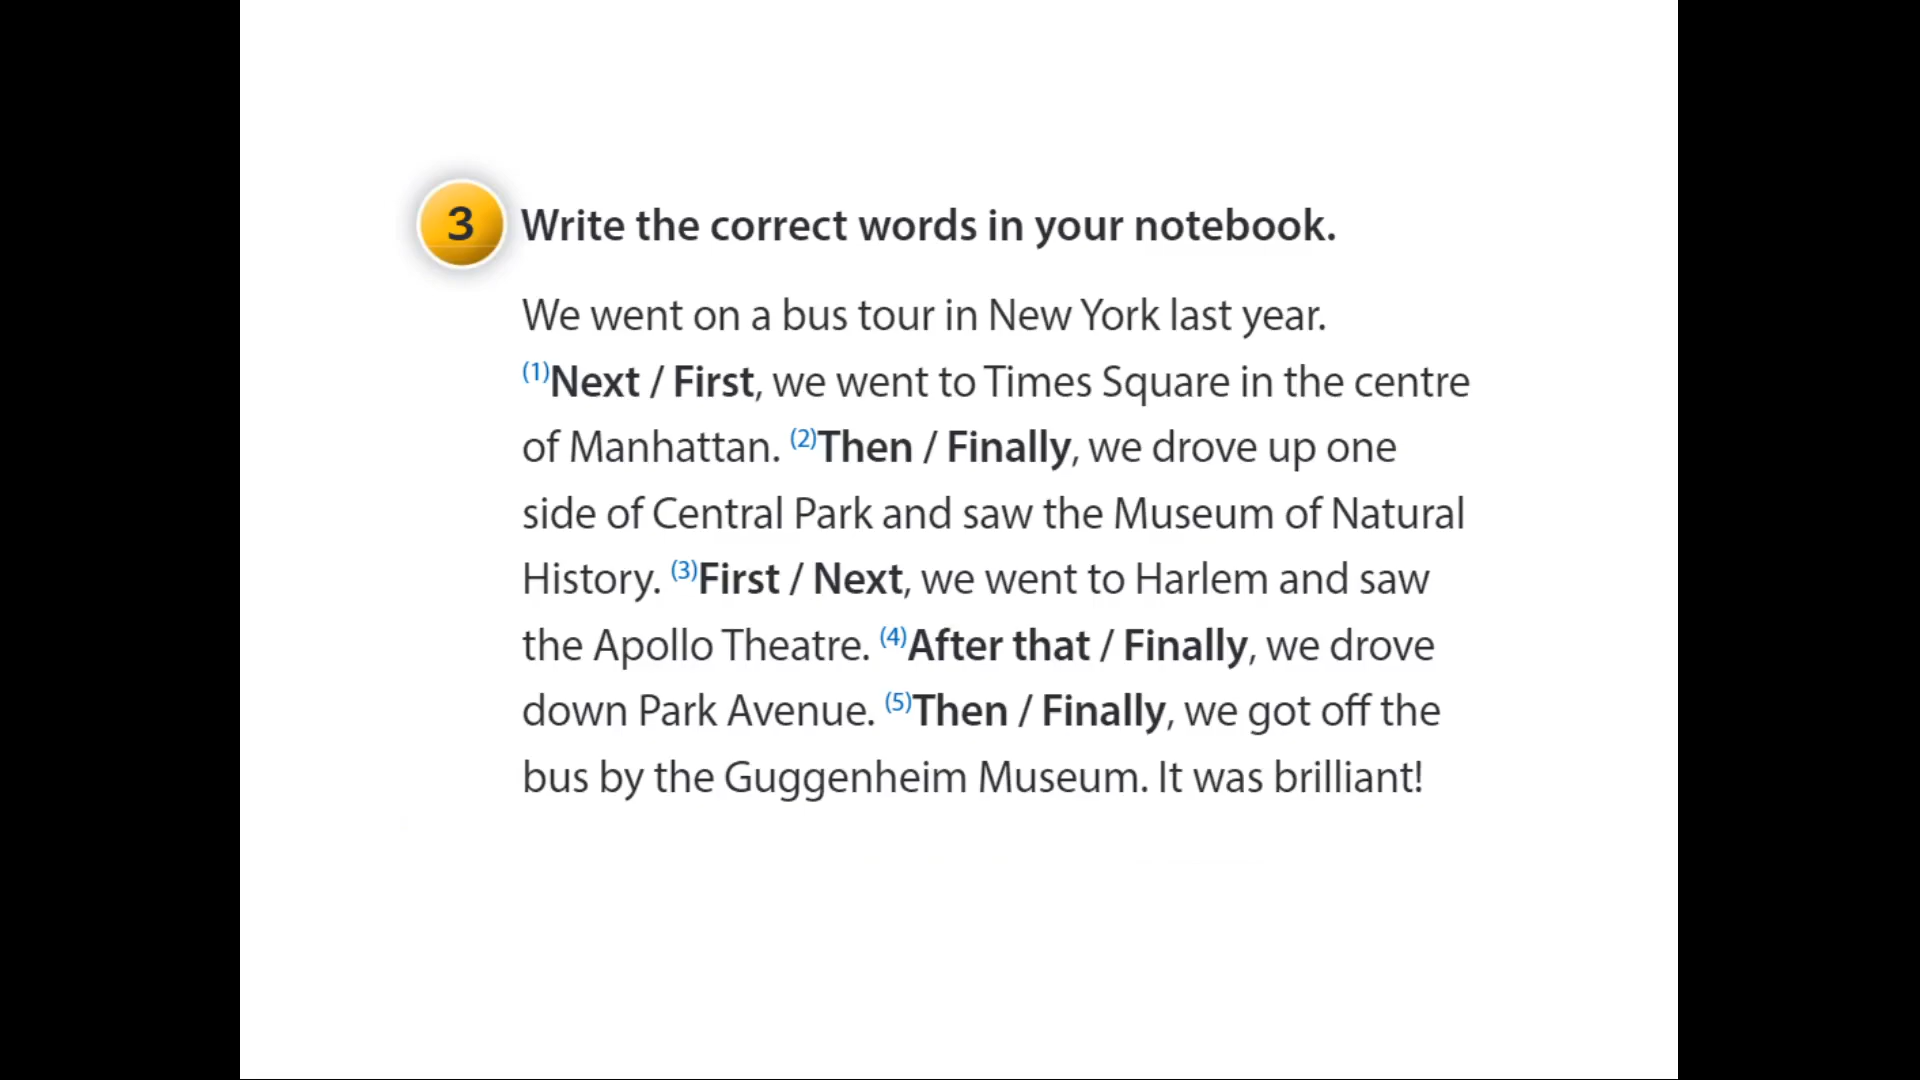 3 Write the correct words in your notebook.
We went on a bus tour in New York last year.
(1)Next / First, we went to Times Square in the centre
of Manhattan. (2)Then / Finally, we drove up one
side of Central Park and saw the Museum of Natural
History. (3)First / Next, we went to Harlem and saw
the Apollo Theatre. (4)After that / Finally, we drove
down Park Avenue. (5)Then / Finally, we got off the
bus by the Guggenheim Museum. It was brilliant!